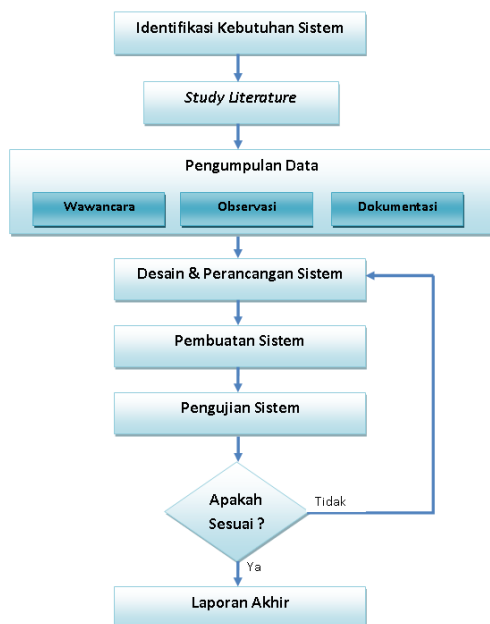 Identifikasi Kebutuhan Sistem
Study Literature
Pengumpulan Data
Wawancara
Observasi
Dokumentasi
Desain & Perancangan Sistem
Pembuatan Sistem
Pengujian Sistem
Apakah
Sesuai ?
Tidak
Ya
Laporan Akhir